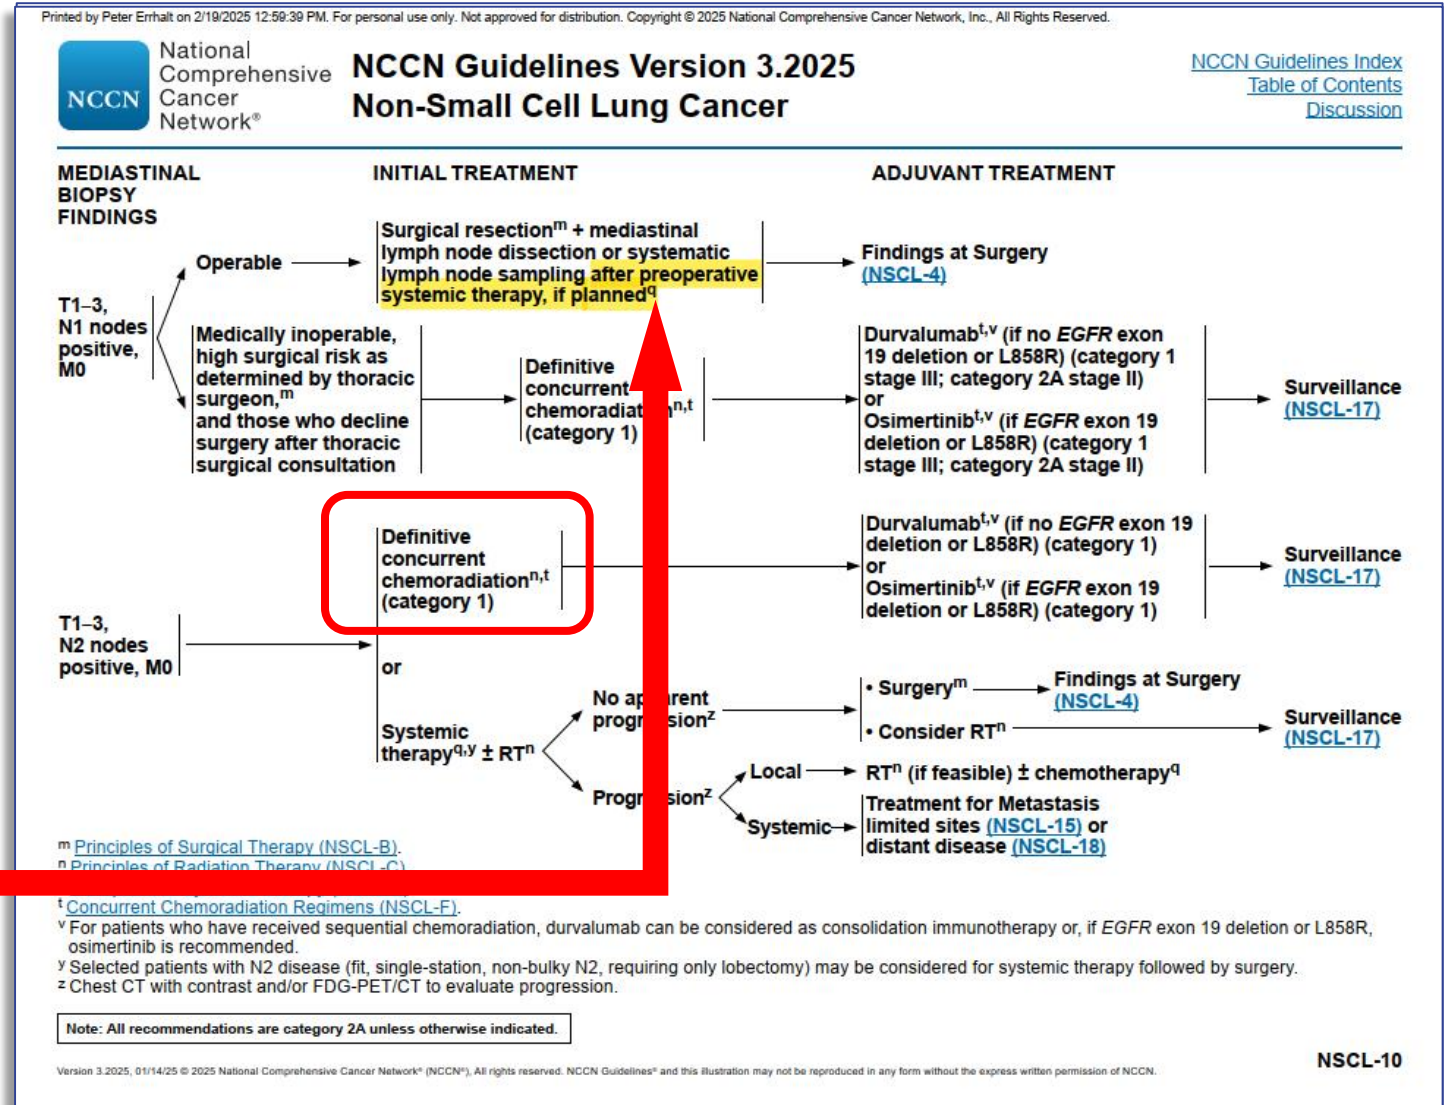 Printed by Peter Errhalt on 2/19/2025 12:59:39 PM. For personal use only. Not approved for distribution. Copyright © 2025 National Comprehensive Cancer Network, Inc., All Rights Reserved.
NCCN
National
Comprehensive
Cancer
Network®
NCCN Guidelines Version 3.2025
Non-Small Cell Lung Cancer
NCCN Guidelines Index
Table of Contents
Discussion
MEDIASTINAL
BIOPSY
FINDINGS
INITIAL TREATMENT
ADJUVANT TREATMENT
T1–3,
N1 nodes
positive,
M0
Operable
Surgical resectionᵐ + mediastinal
lymph node dissection or systematic
lymph node sampling after preoperative
systemic therapy, if plannedq
Findings at Surgery
(NSCL-4)
Medically inoperable,
high surgical risk as
determined by thoracic
surgeon,ᵐ
and those who decline
surgery after thoracic
surgical consultation
Definitive
concurrent
n,t
(category 1)
Durvalumabt,v (if no EGFR exon
19 deletion or L858R) (category 1
stage III; category 2A stage II)
or
Osimertinibt,v (if EGFR exon 19
deletion or L858R) (category 1
stage III; category 2A stage II)
Surveillance
(NSCL-17)
T1–3,
N2 nodes
positive, M0
Definitive
concurrent
chemoradiationn,t
(category 1)
Durvalumabt,v (if no EGFR exon 19
deletion or L858R) (category 1)
or
Osimertinibt,v (if EGFR exon 19
deletion or L858R) (category 1)
Surveillance
(NSCL-17)
or
Systemic
therapyq,y ± RTn
No apparent
progressionz
• Surgerym
Findings at Surgery
(NSCL-4)
• Consider RTn
Surveillance
(NSCL-17)
Progressionz
Local
RTn (if feasible) ± chemotherapyq
Systemic
Treatment for Metastasis
limited sites (NSCL-15) or
distant disease (NSCL-18)
m Principles of Surgical Therapy (NSCL-B).
n Principles of Radiation Therapy (NSCL-C)
t Concurrent Chemoradiation Regimens (NSCL-F).
v For patients who have received sequential chemoradiation, durvalumab can be considered as consolidation immunotherapy or, if EGFR exon 19 deletion or L858R,
osimertinib is recommended.
y Selected patients with N2 disease (fit, single-station, non-bulky N2, requiring only lobectomy) may be considered for systemic therapy followed by surgery.
z Chest CT with contrast and/or FDG-PET/CT to evaluate progression.
Note: All recommendations are category 2A unless otherwise indicated.
NSCL-10
Version 3.2025, 01/14/25 © 2025 National Comprehensive Cancer Network® (NCCN®), All rights reserved. NCCN Guidelines® and this illustration may not be reproduced in any form without the express written permission of NCCN.